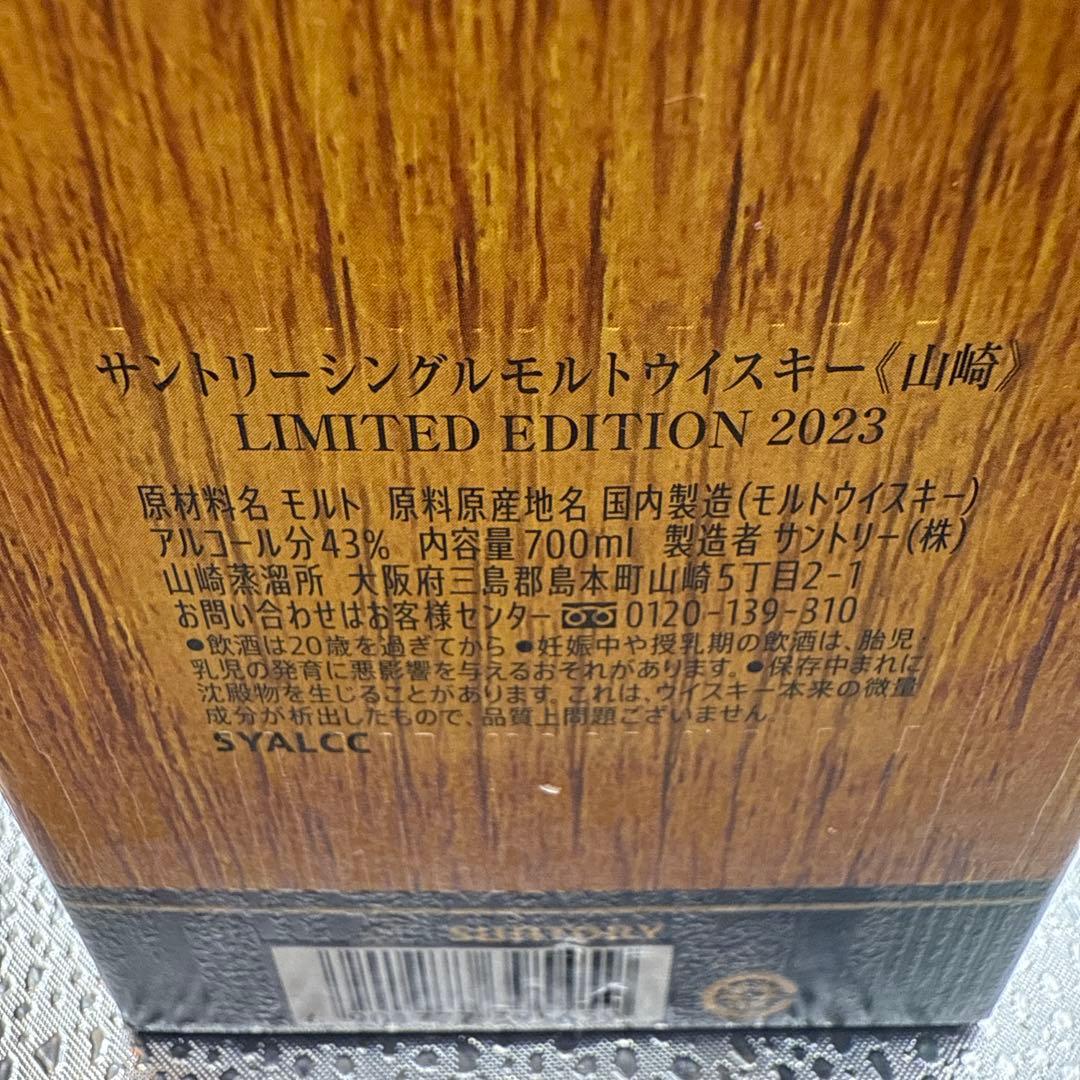 サントリーシングルモルトウイスキー《山崎》
LIMITED EDITION 2023
原材料名 モルト 原料原産地名 国内製造(モルトウイスキー)
アルコール分43% 内容量700ml 製造者 サントリー(株)
山崎蒸溜所 大阪府三島郡島本町山崎5丁目2-1
お問い合わせはお客様センター 0120-139-310
●飲酒は20歳を過ぎてから ●妊娠中や授乳期の飲酒は、胎児・
乳児の発育に悪影響を与えるおそれがあります。●保存中まれに
沈殿物を生じることがあります。これは、ウイスキー本来の微量
成分が析出したもので、品質上問題ございません。
SYALCC
SUNTORY